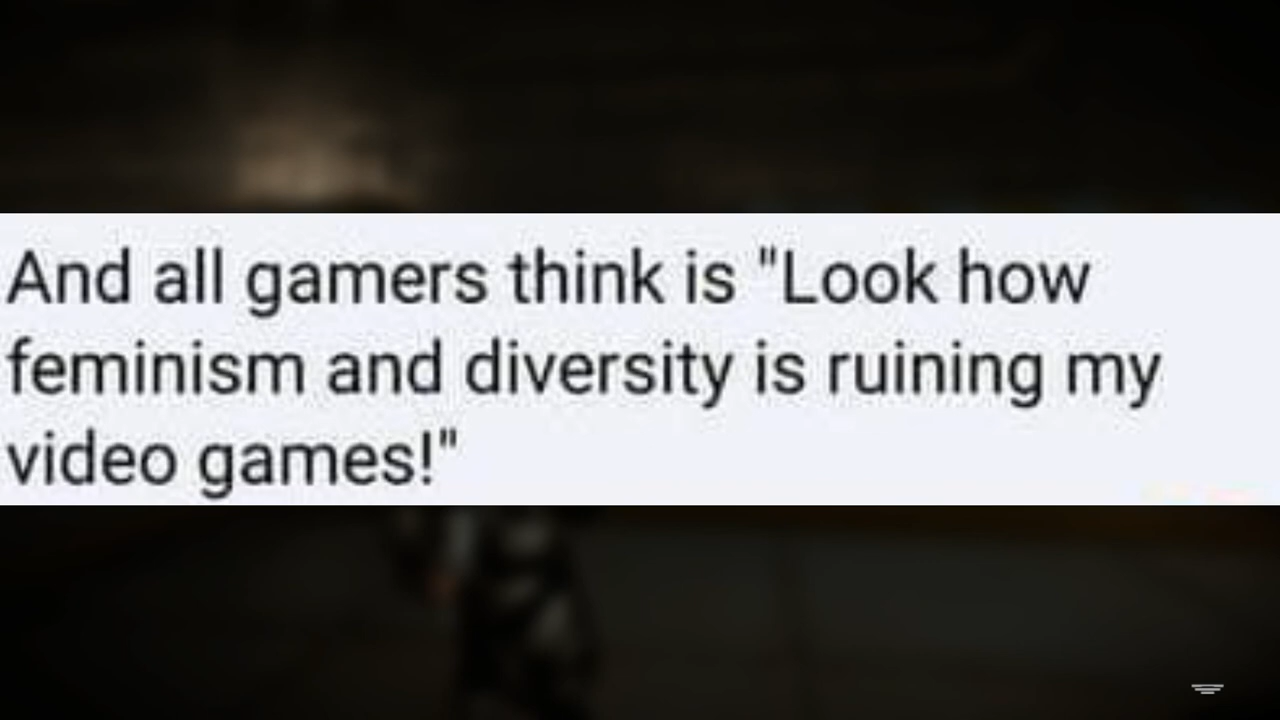 And all gamers think is "Look how
feminism and diversity is ruining my
video games!"